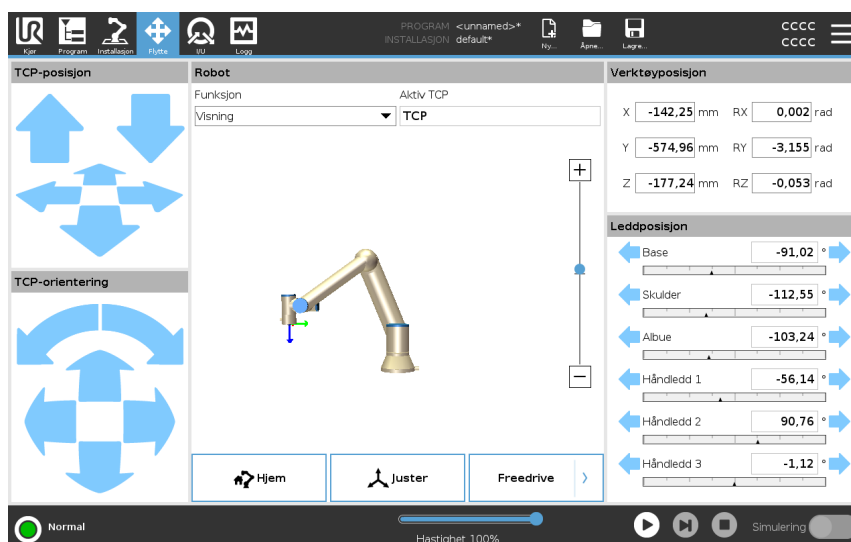 UR
Kjør
Program
Installasjon
Flytte
I/U
Logg
PROGRAM <unnamed>*
INSTALLASJON default*
Ny...
Åpne...
Lagre...
CCCC
CCCC
TCP-posisjon
TCP-orientering
Robot
Funksjon
Aktiv TCP
Visning
TCP
+
−
Hjem
Juster
Freedrive
Verktøyposisjon
X -142,25 mm RX 0,002 rad
Y -574,96 mm RY -3,155 rad
Z -177,24 mm RZ -0,053 rad
Leddposisjon
Base -91,02 °
Skulder -112,55 °
Albue -103,24 °
Håndledd 1 -56,14 °
Håndledd 2 90,76 °
Håndledd 3 -1,12 °
Normal
Hastighet 100%
Simulering